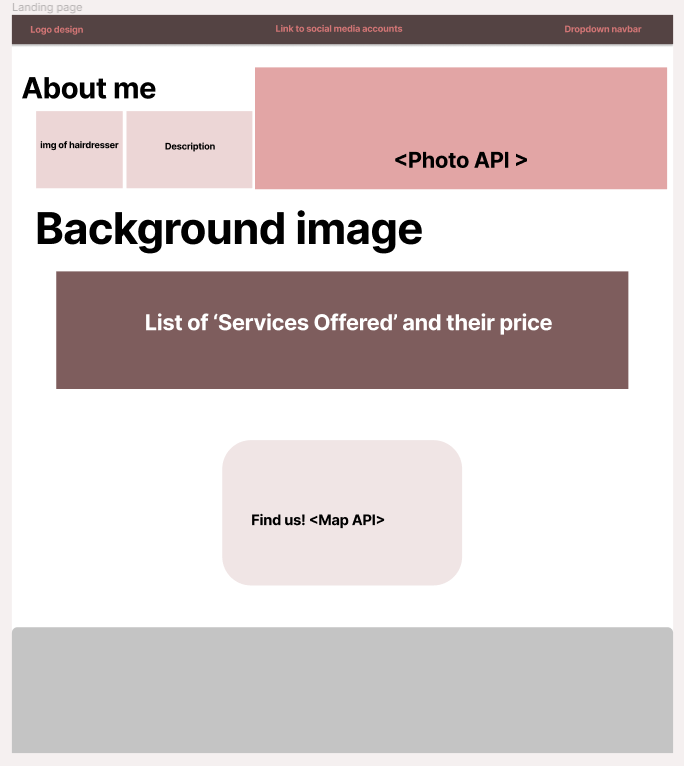 Landing page
Logo design
Link to social media accounts
Dropdown navbar
About me
img of hairdresser
Description
<Photo API >
Background image
List of ‘Services Offered’ and their price
Find us! <Map API>